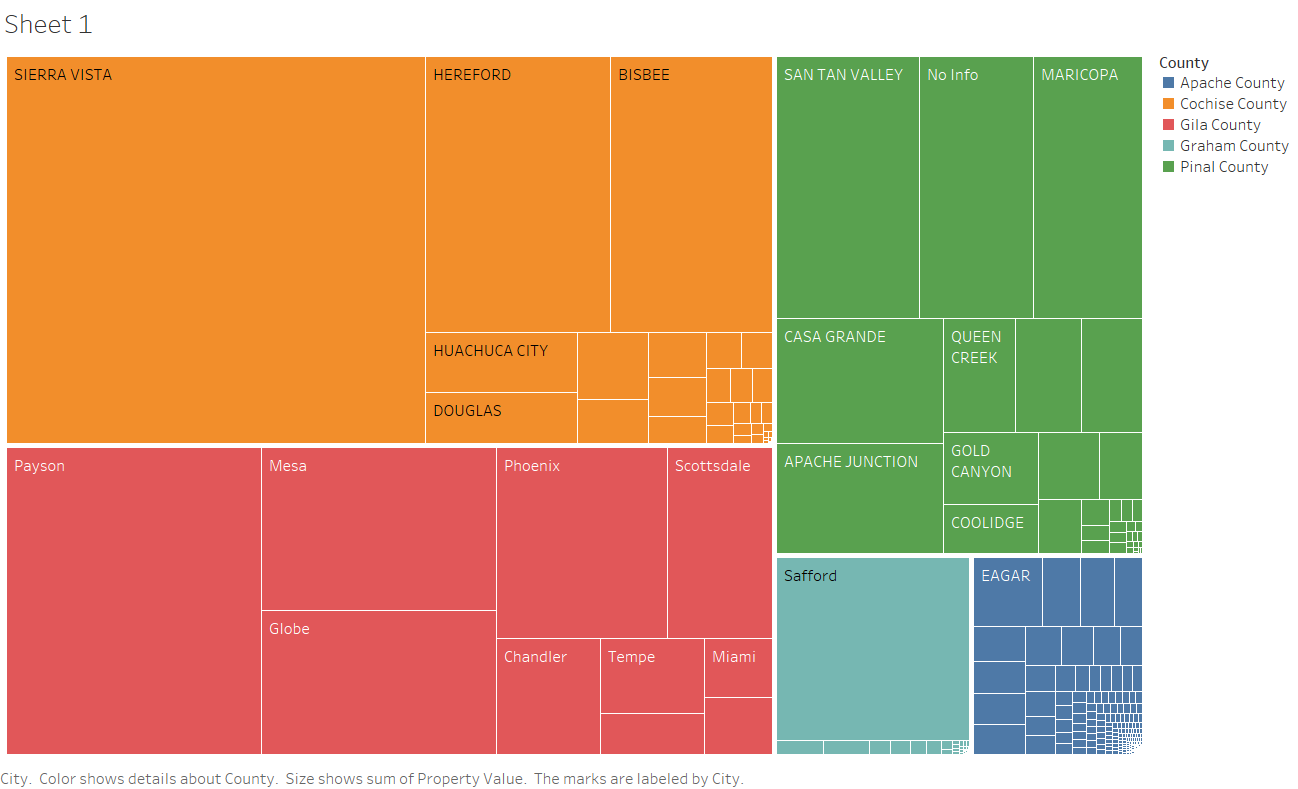 Sheet 1
SIERRA VISTA
HEREFORD
BISBEE
HUACHUCA CITY
DOUGLAS
SAN TAN VALLEY
No Info
MARICOPA
CASA GRANDE
QUEEN
CREEK
APACHE JUNCTION
GOLD
CANYON
COOLIDGE
Payson
Mesa
Globe
Phoenix
Scottsdale
Chandler
Tempe
Miami
Safford
EAGAR
County
Apache County
Cochise County
Gila County
Graham County
Pinal County
City.  Color shows details about County.  Size shows sum of Property Value.  The marks are labeled by City.